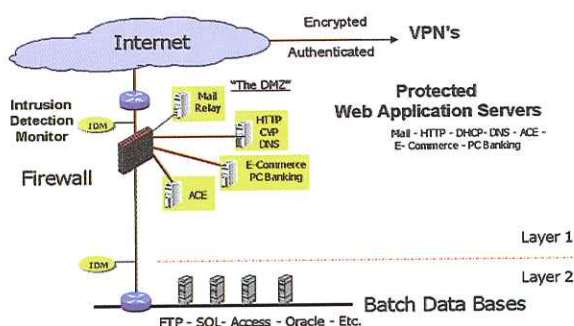 Internet
Encrypted
Authenticated
VPN's
"The DMZ"
Intrusion
Detection
Monitor
IDM
Mail
Relay
HTTP
CVP
DNS
Protected
Web Application Servers
Mail - HTTP - DHCP- DNS - ACE -
E- Commerce - PC Banking
Firewall
E-Commerce
PC Banking
ACE
Layer 1
IDM
Layer 2
Batch Data Bases
FTP - SQL- Access - Oracle - Etc.